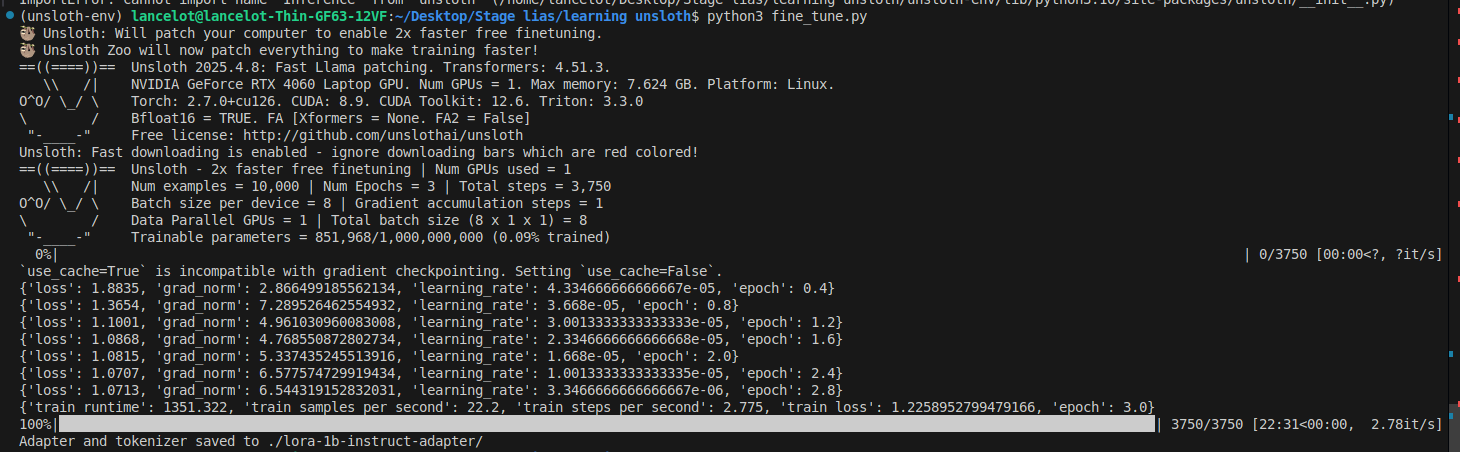 ImportError: cannot import name 'Inference' from 'unsloth' (/home/lancelot/Desktop/Stage lias/learning unsloth/unsloth-env/lib/python3.10/site-packages/unsloth/__init__.py)
(unsloth-env) lancelot@lancelot-Thin-GF63-12VF:~/Desktop/Stage lias/learning unsloth$ python3 fine_tune.py
🦥 Unsloth: Will patch your computer to enable 2x faster free finetuning.
🦥 Unsloth Zoo will now patch everything to make training faster!
==((====))==  Unsloth 2025.4.8: Fast Llama patching. Transformers: 4.51.3.
   \\   /|    NVIDIA GeForce RTX 4060 Laptop GPU. Num GPUs = 1. Max memory: 7.624 GB. Platform: Linux.
O^O/ \_/ \    Torch: 2.7.0+cu126. CUDA: 8.9. CUDA Toolkit: 12.6. Triton: 3.3.0
\        /    Bfloat16 = TRUE. FA [Xformers = None. FA2 = False]
 "-____-"     Free license: http://github.com/unslothai/unsloth
Unsloth: Fast downloading is enabled - ignore downloading bars which are red colored!
==((====))==  Unsloth - 2x faster free finetuning | Num GPUs used = 1
   \\   /|    Num examples = 10,000 | Num Epochs = 3 | Total steps = 3,750
O^O/ \_/ \    Batch size per device = 8 | Gradient accumulation steps = 1
\        /    Data Parallel GPUs = 1 | Total batch size (8 x 1 x 1) = 8
 "-____-"     Trainable parameters = 851,968/1,000,000,000 (0.09% trained)
  0%| | 0/3750 [00:00<?, ?it/s]
`use_cache=True` is incompatible with gradient checkpointing. Setting `use_cache=False`.
{'loss': 1.8835, 'grad_norm': 2.866499185562134, 'learning_rate': 4.334666666666667e-05, 'epoch': 0.4}
{'loss': 1.3654, 'grad_norm': 7.289526462554932, 'learning_rate': 3.668e-05, 'epoch': 0.8}
{'loss': 1.1001, 'grad_norm': 4.961030960083008, 'learning_rate': 3.0013333333333333e-05, 'epoch': 1.2}
{'loss': 1.0868, 'grad_norm': 4.768550872802734, 'learning_rate': 2.3346666666666668e-05, 'epoch': 1.6}
{'loss': 1.0815, 'grad_norm': 5.337435245513916, 'learning_rate': 1.668e-05, 'epoch': 2.0}
{'loss': 1.0707, 'grad_norm': 6.577574729919434, 'learning_rate': 1.0013333333333335e-05, 'epoch': 2.4}
{'loss': 1.0713, 'grad_norm': 6.544319152832031, 'learning_rate': 3.3466666666666667e-06, 'epoch': 2.8}
{'train_runtime': 1351.322, 'train_samples_per_second': 22.2, 'train_steps_per_second': 2.775, 'train_loss': 1.2258952799479166, 'epoch': 3.0}
100%| | 3750/3750 [22:31<00:00,  2.78it/s]
Adapter and tokenizer saved to ./lora-1b-instruct-adapter/